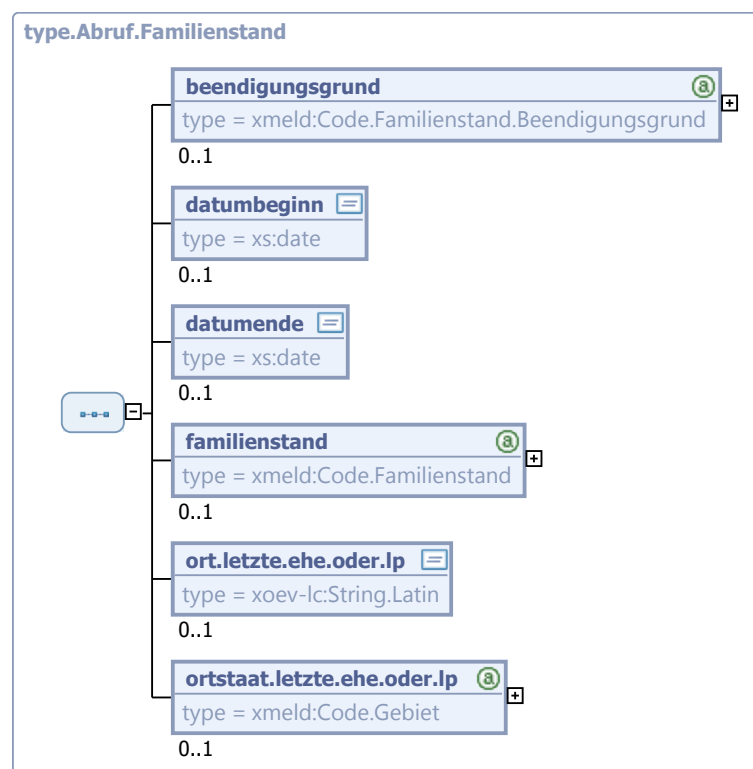 type.Abruf.Familienstand
beendigungsgrund
type = xmeld:Code.Familienstand.Beendigungsgrund
0..1
datumbeginn
type = xs:date
0..1
datumende
type = xs:date
0..1
familienstand
type = xmeld:Code.Familienstand
0..1
ort.letzte.ehe.oder.lp
type = xoev-lc:String.Latin
0..1
ortstaat.letzte.ehe.oder.lp
type = xmeld:Code.Gebiet
0..1